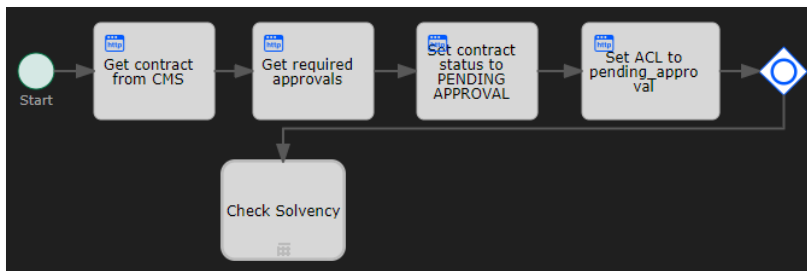 http
Get contract
from CMS
http
Get required
approvals
http
Set contract
status to
PENDING
APPROVAL
http
Set ACL to
pending_appro
val
Start
Check Solvency